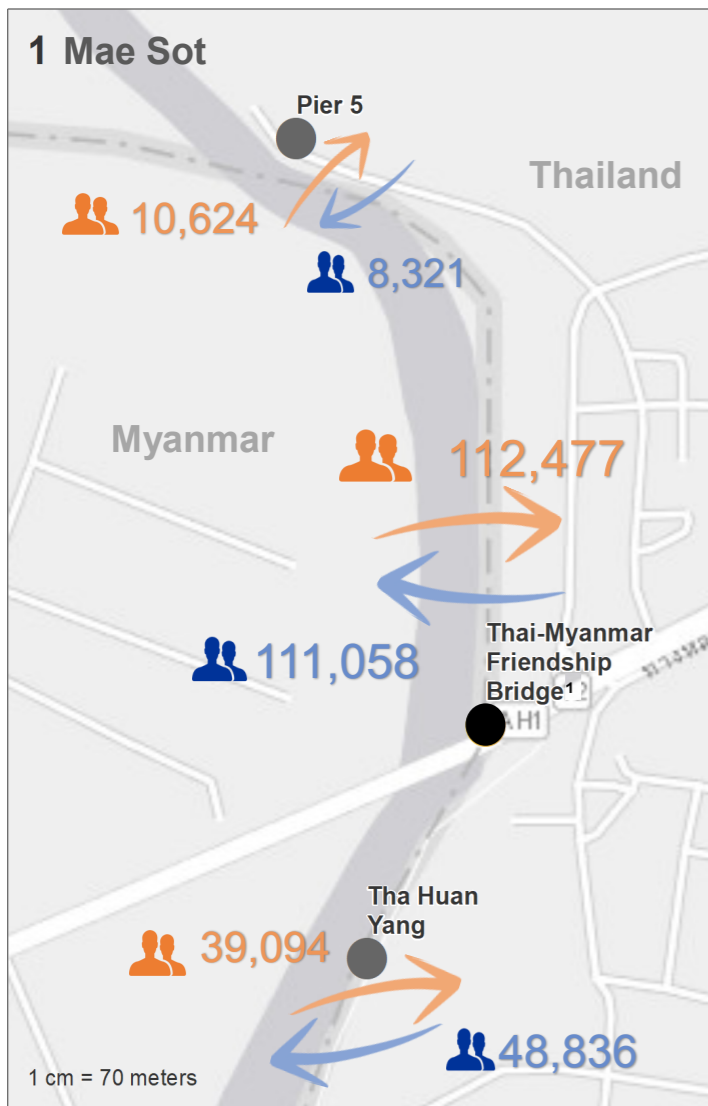 1 Mae Sot
Pier 5
Thailand
10,624
8,321
Myanmar
112,477
Thai-Myanmar
Friendship
Bridge¹
111,058
AH1
Tha Huan
Yang
39,094
48,836
1 cm = 70 meters